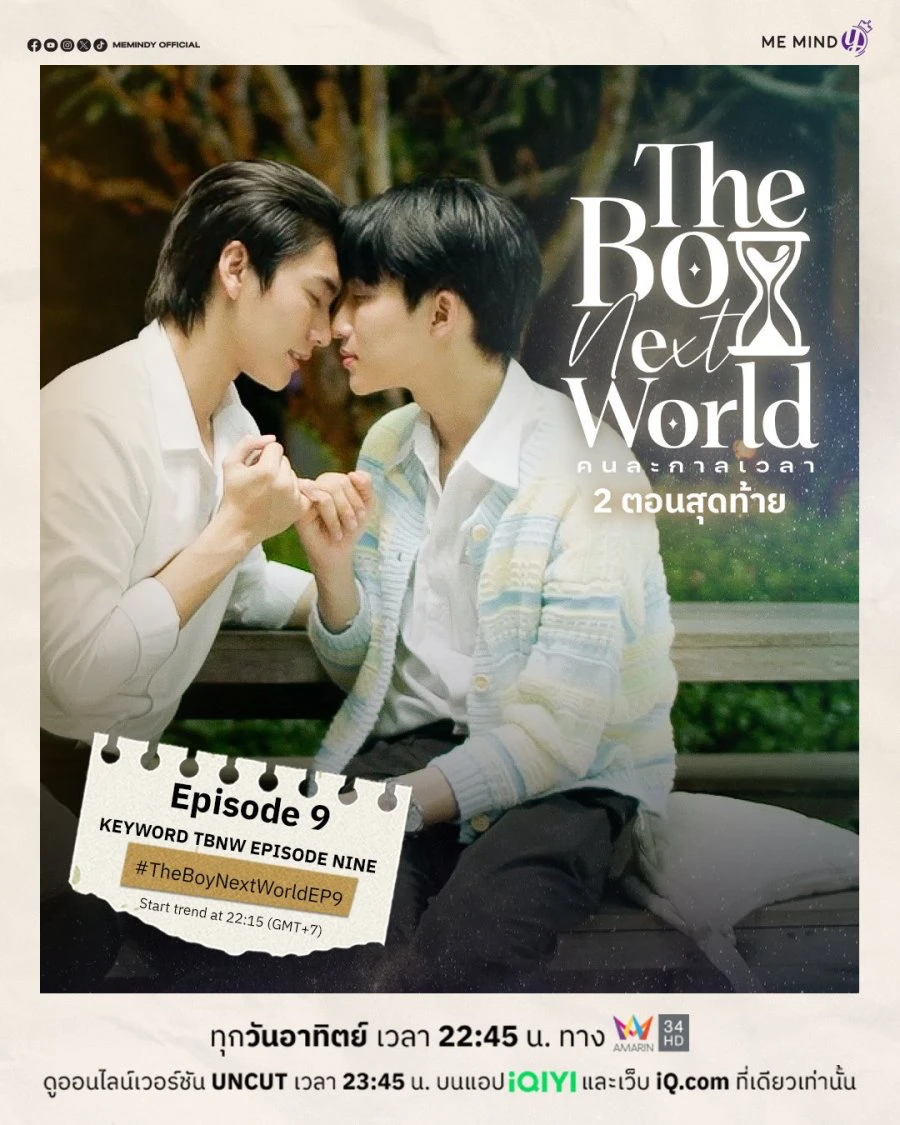 MEMINDY OFFICIAL
ME MIND Y
The
Boy
Next
World
คนละกาลเวลา
2 ตอนสุดท้าย
Episode 9
KEYWORD TBNW EPISODE NINE
#TheBoyNextWorldEP9
Start trend at 22:15 (GMT+7)
ทุกวันอาทิตย์ เวลา 22:45 น. ทาง AMARIN 34 HD
ดูออนไลน์เวอร์ชัน UNCUT เวลา 23:45 น. บนแอป iQIYI และเว็บ iQ.com ที่เดียวเท่านั้น